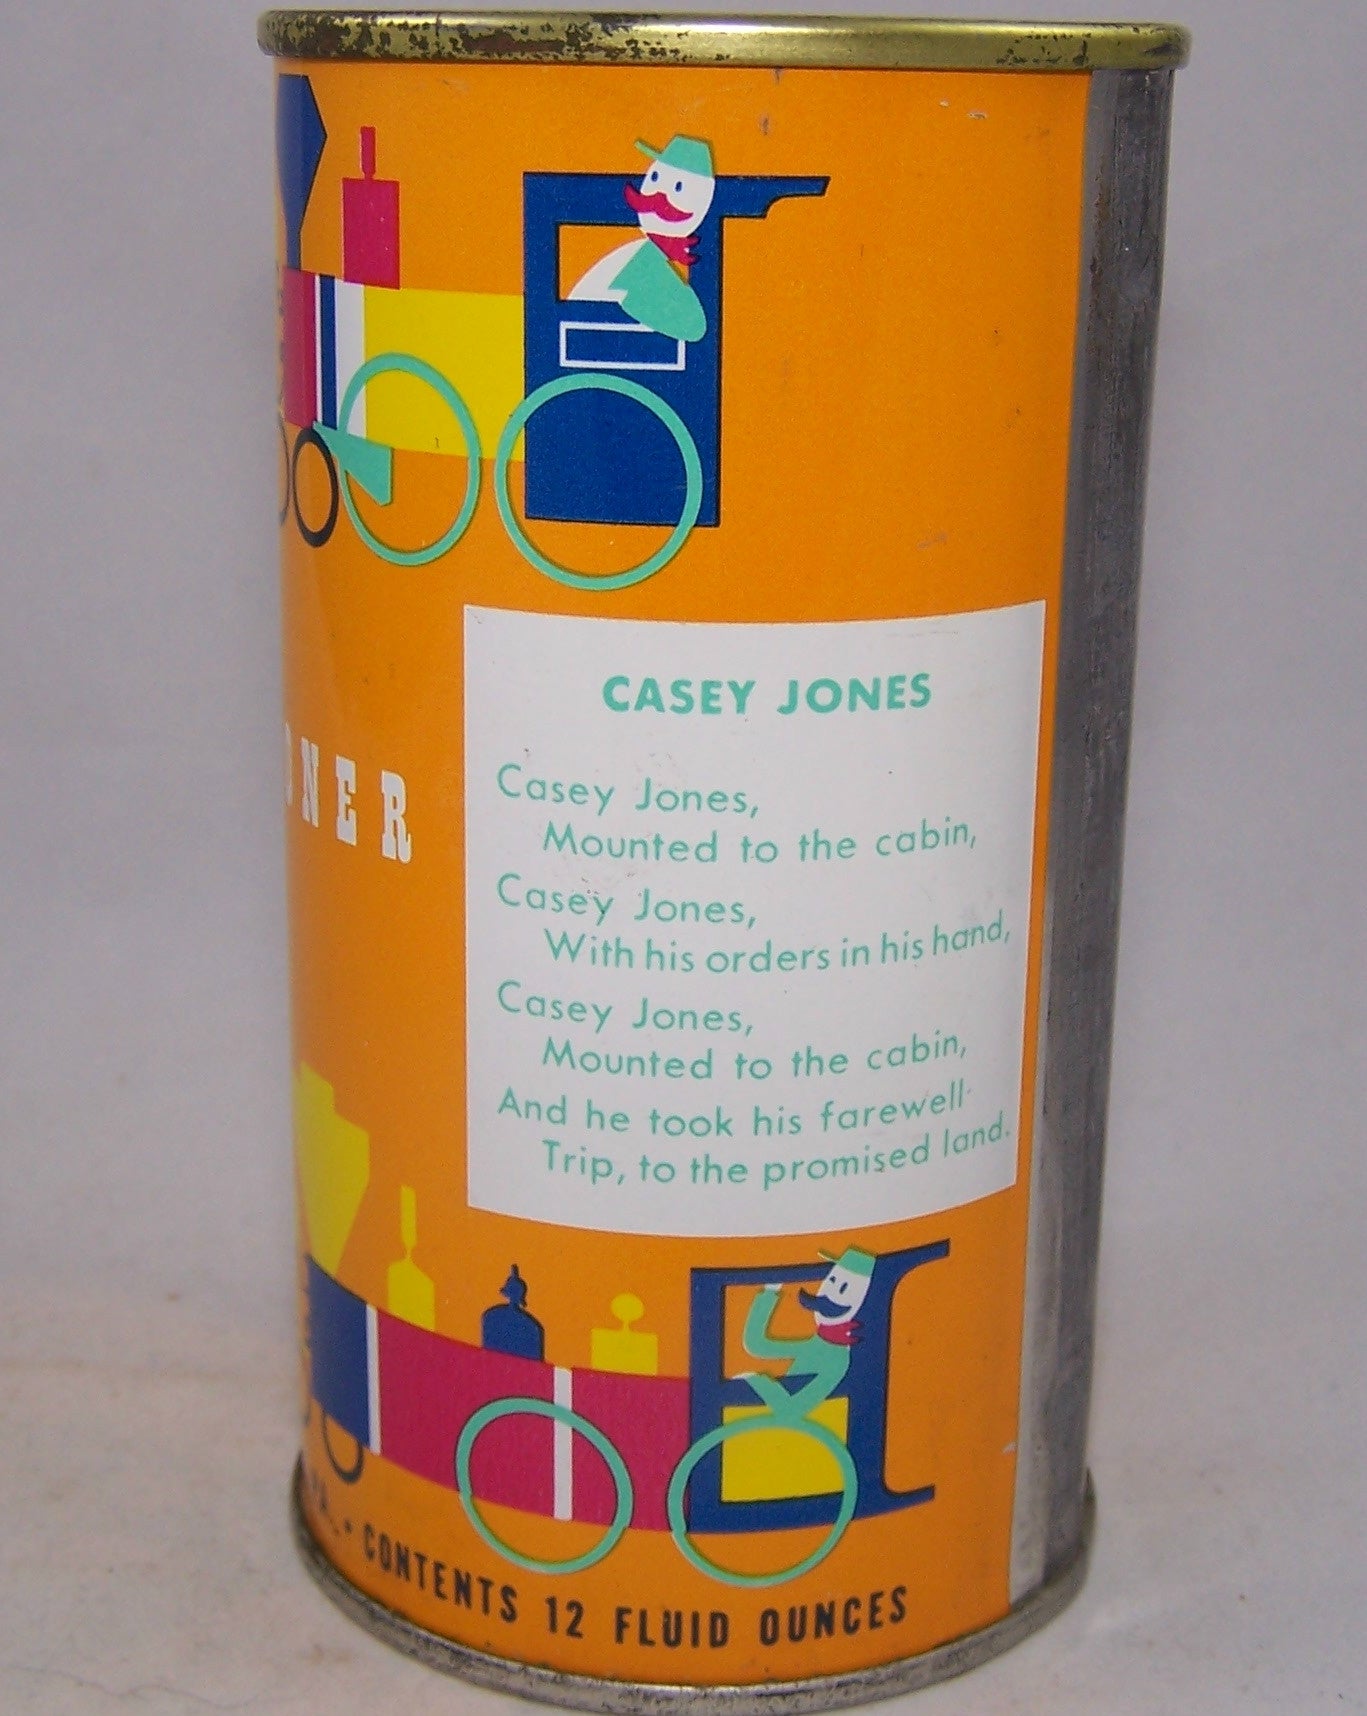 CASEY JONES
Casey Jones,
Mounted to the cabin,
Casey Jones,
With his orders in his hand,
Casey Jones,
Mounted to the cabin,
And he took his farewell
Trip, to the promised land.
NER
CONTENTS 12 FLUID OUNCES